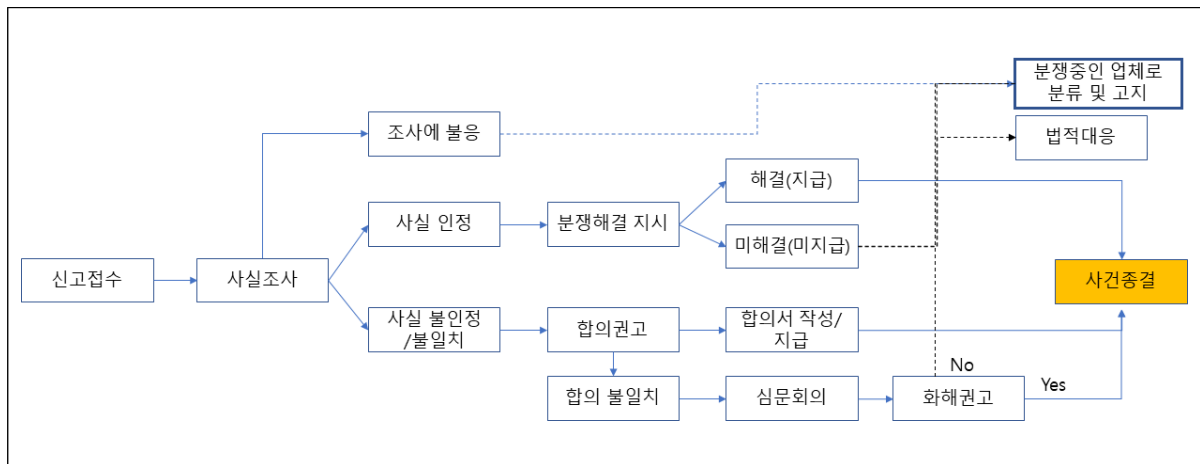 분쟁중인 업체로
분류 및 고지
조사에 불응
법적대응
해결(지급)
사실 인정
분쟁해결 지시
미해결(미지급)
신고접수
사실조사
사건종결
사실 불인정
/불일치
합의권고
합의서 작성/
지급
No
합의 불일치
심문회의
화해권고
Yes